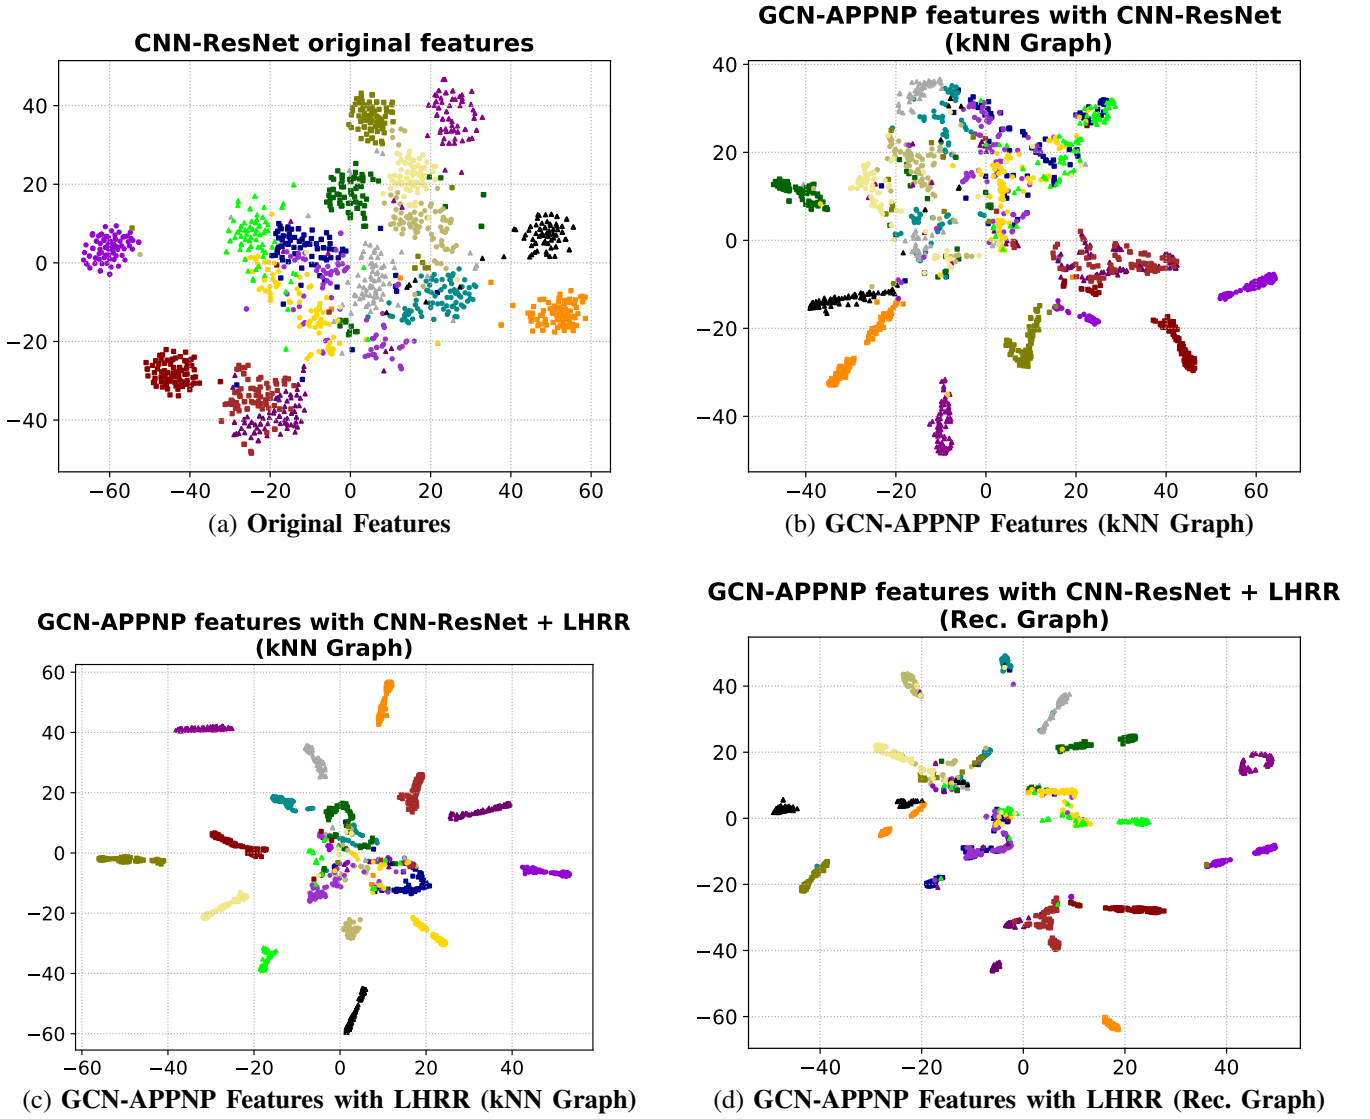 CNN-ResNet original features
40
20
0
−20
−40
−60 −40 −20 0 20 40 60
(a) Original Features
GCN-APPNP features with CNN-ResNet
(kNN Graph)
40
20
0
−20
−40
−40 −20 0 20 40 60
(b) GCN-APPNP Features (kNN Graph)
GCN-APPNP features with CNN-ResNet + LHRR
(kNN Graph)
60
40
20
0
−20
−40
−60
−60 −40 −20 0 20 40
(c) GCN-APPNP Features with LHRR (kNN Graph)
GCN-APPNP features with CNN-ResNet + LHRR
(Rec. Graph)
40
20
0
−20
−40
−60
−40 −20 0 20 40
(d) GCN-APPNP Features with LHRR (Rec. Graph)